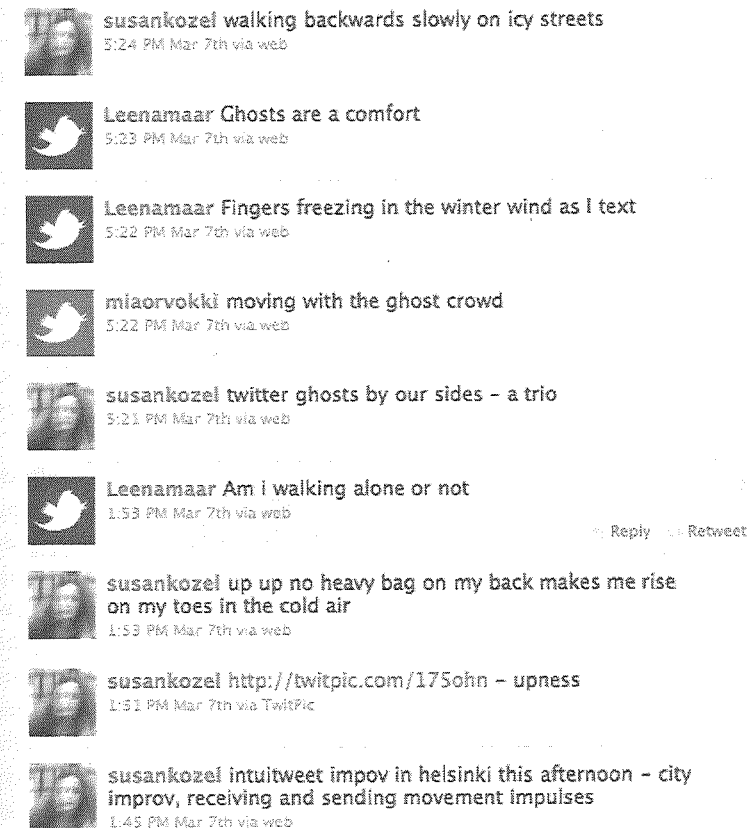 susankozel walking backwards slowly on icy streets
5:24 PM Mar 7th via web
Leenamaar Ghosts are a comfort
5:23 PM Mar 7th via web
Leenamaar Fingers freezing in the winter wind as I text
5:22 PM Mar 7th via web
miaorvokki moving with the ghost crowd
5:22 PM Mar 7th via web
susankozel twitter ghosts by our sides – a trio
5:21 PM Mar 7th via web
Leenamaar Am i walking alone or not
1:53 PM Mar 7th via web
Reply Retweet
susankozel up up no heavy bag on my back makes me rise
on my toes in the cold air
1:53 PM Mar 7th via web
susankozel http://twitpic.com/175ohn – upness
1:51 PM Mar 7th via TwitPic
susankozel intuitweet impov in helsinki this afternoon – city
improv, receiving and sending movement impulses
1:45 PM Mar 7th via web